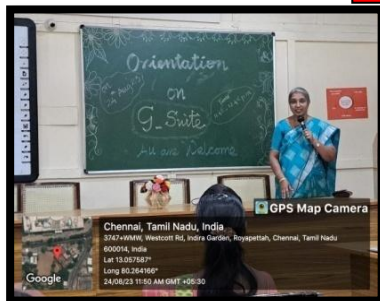 Orientation
on
G_Suite
All are Welcome
GPS Map Camera
Chennai, Tamil Nadu, India
3747+WMW, Westcott Rd, Indira Garden, Royapettah, Chennai, Tamil Nadu
600014, India
Lat 13.057587°
Long 80.264166°
24/08/23 11:50 AM GMT +05:30
Google